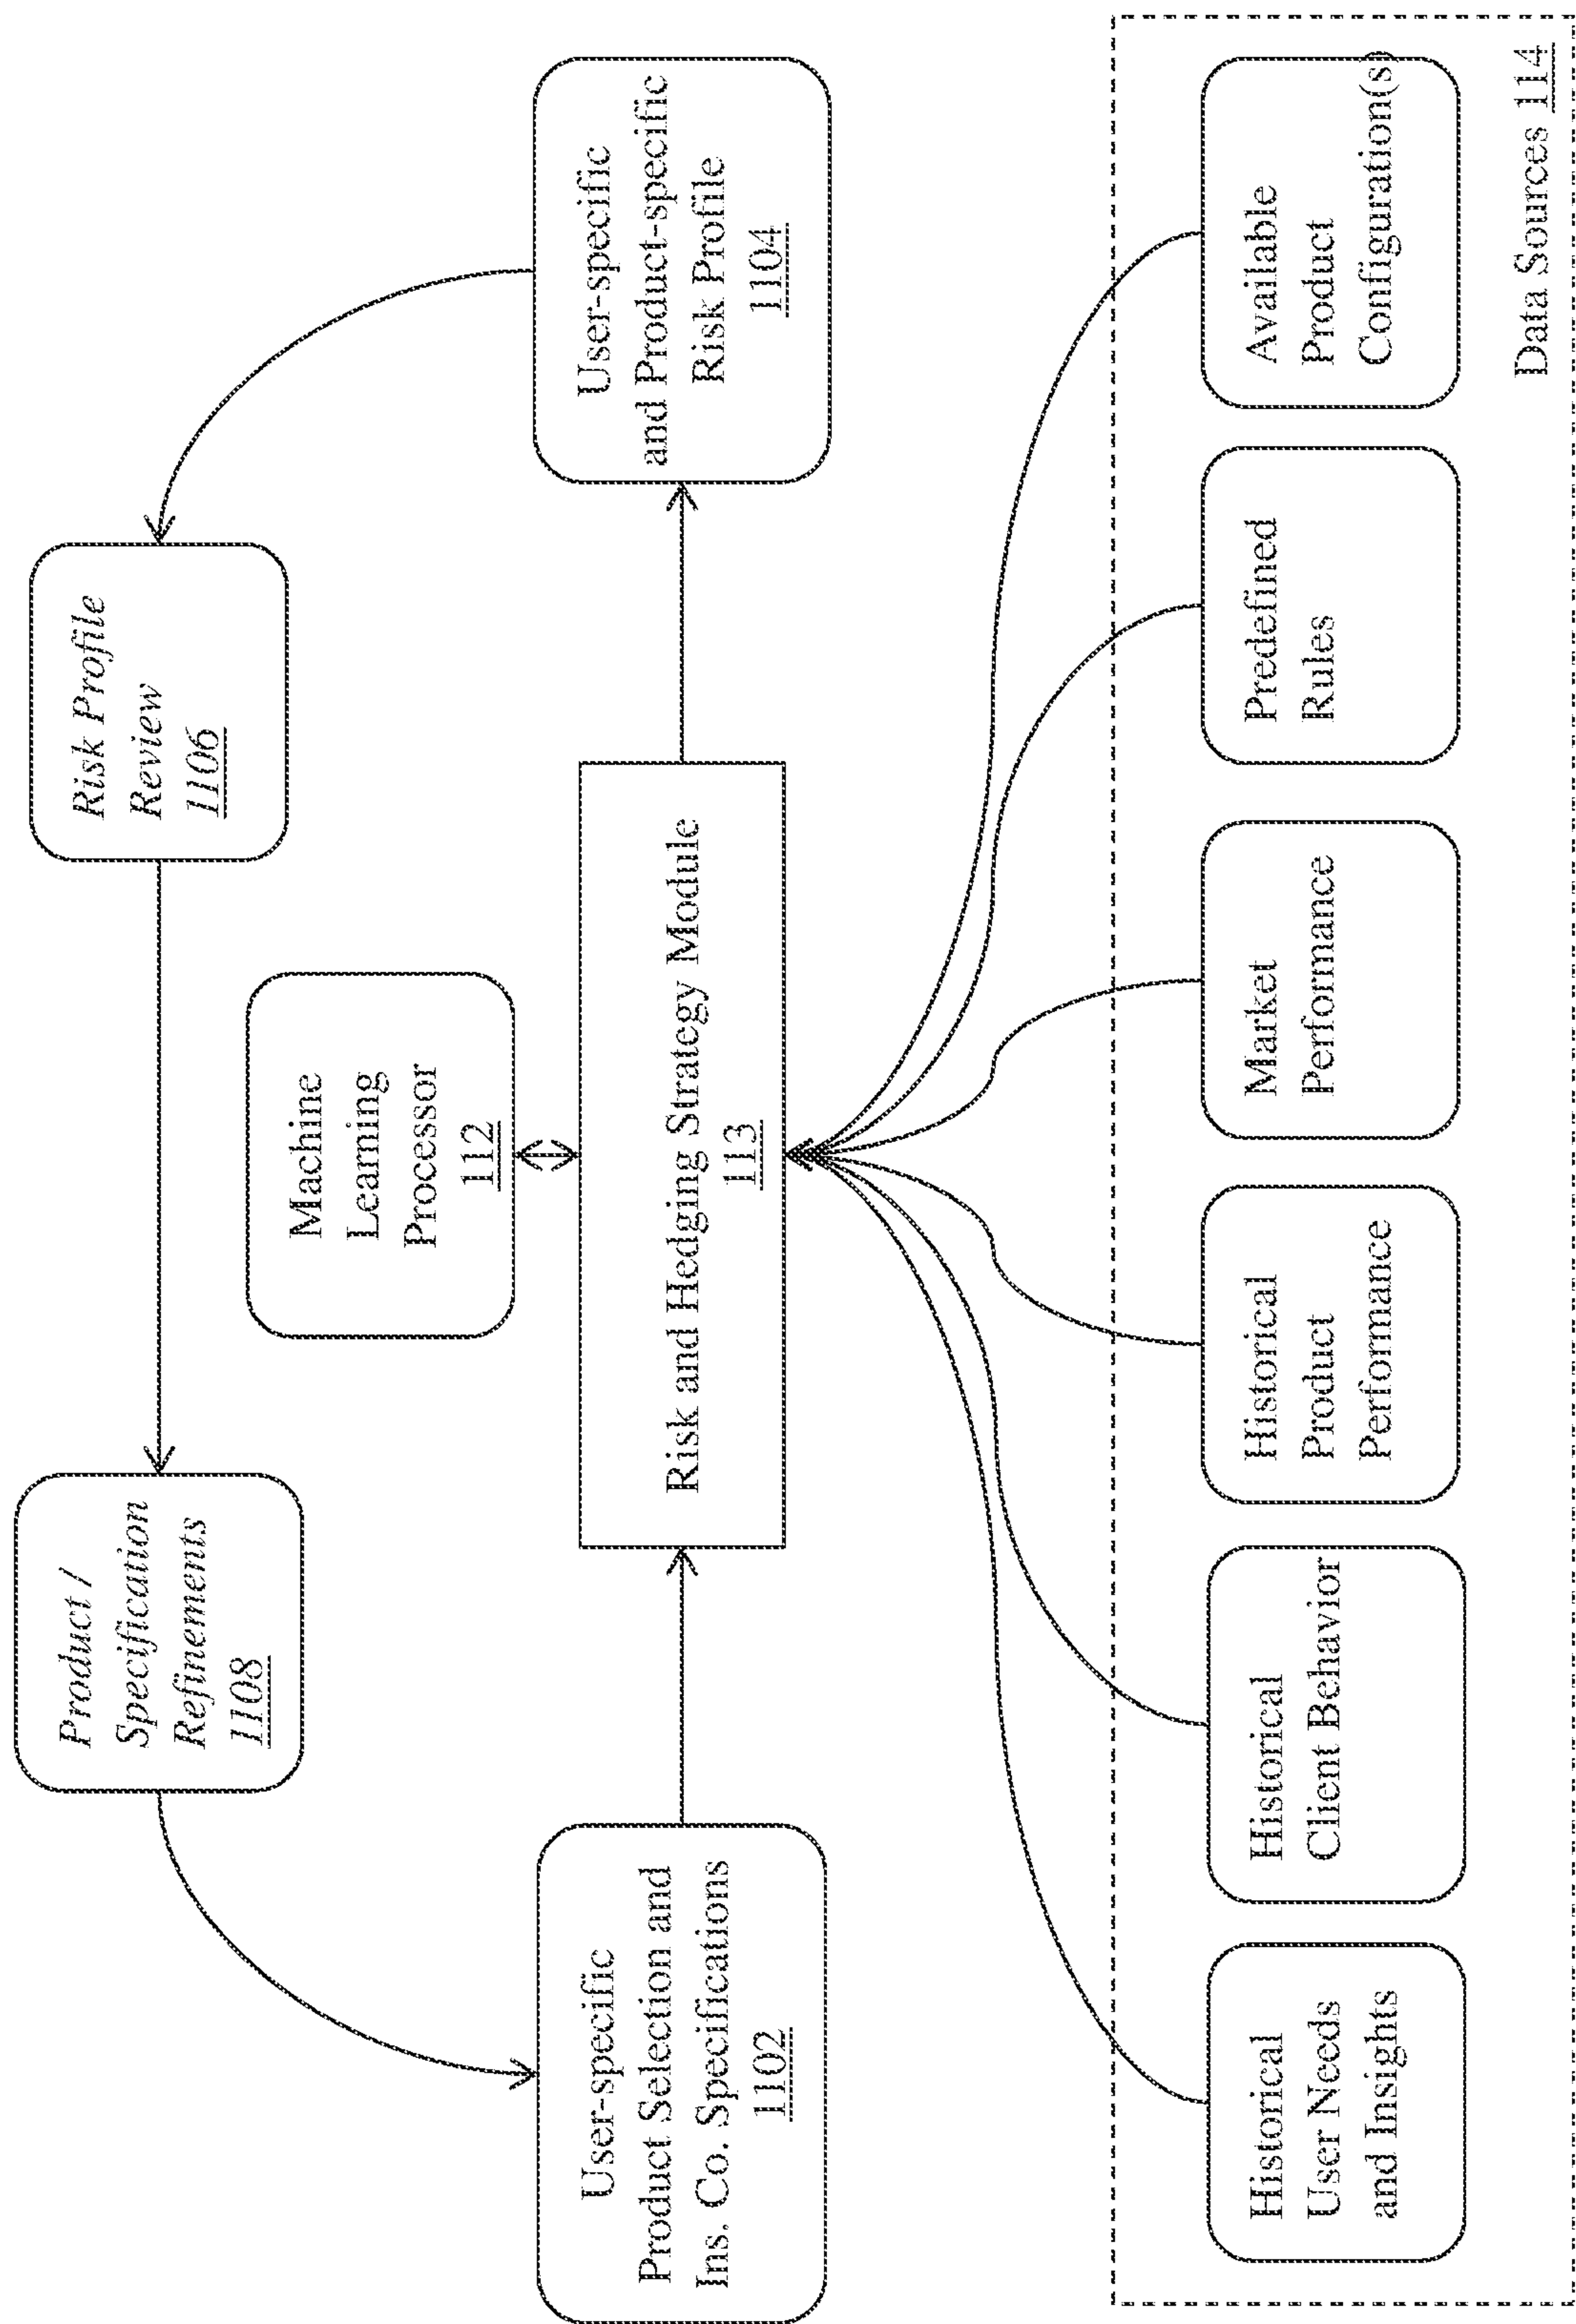 Product /
Specification
Refinements
1108
Risk Profile
Review
1106
Machine
Learning
Processor
112
User-specific
Product Selection and
Ins. Co. Specifications
1102
Risk and Hedging Strategy Module
113
User-specific
and Product-specific
Risk Profile
1104
Historical
User Needs
and Insights
Historical
Client Behavior
Historical
Product
Performance
Market
Performance
Predefined
Rules
Available
Product
Configuration(s)
Data Sources 114